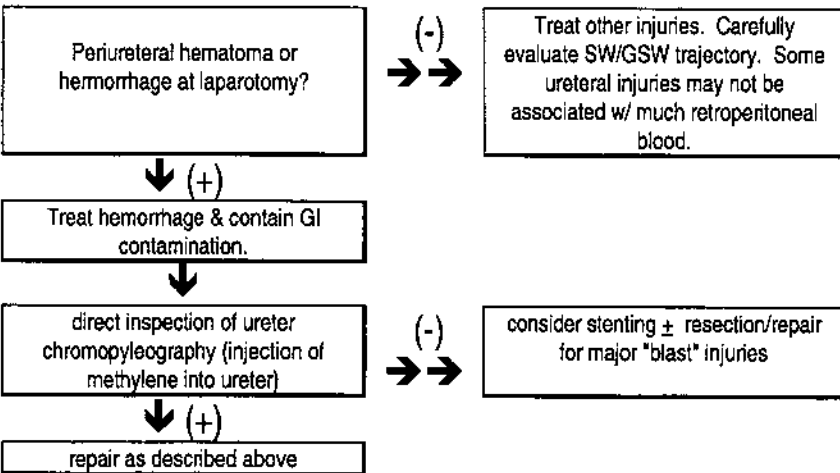 Periureteral hematoma or
hemorrhage at laparotomy?
(-)
Treat other injuries. Carefully
evaluate SW/GSW trajectory. Some
ureteral injuries may not be
associated w/ much retroperitoneal
blood.
(+)
Treat hemorrhage & contain GI
contamination.
direct inspection of ureter
chromopyleography (injection of
methylene into ureter)
(-)
consider stenting ± resection/repair
for major "blast" injuries
(+)
repair as described above